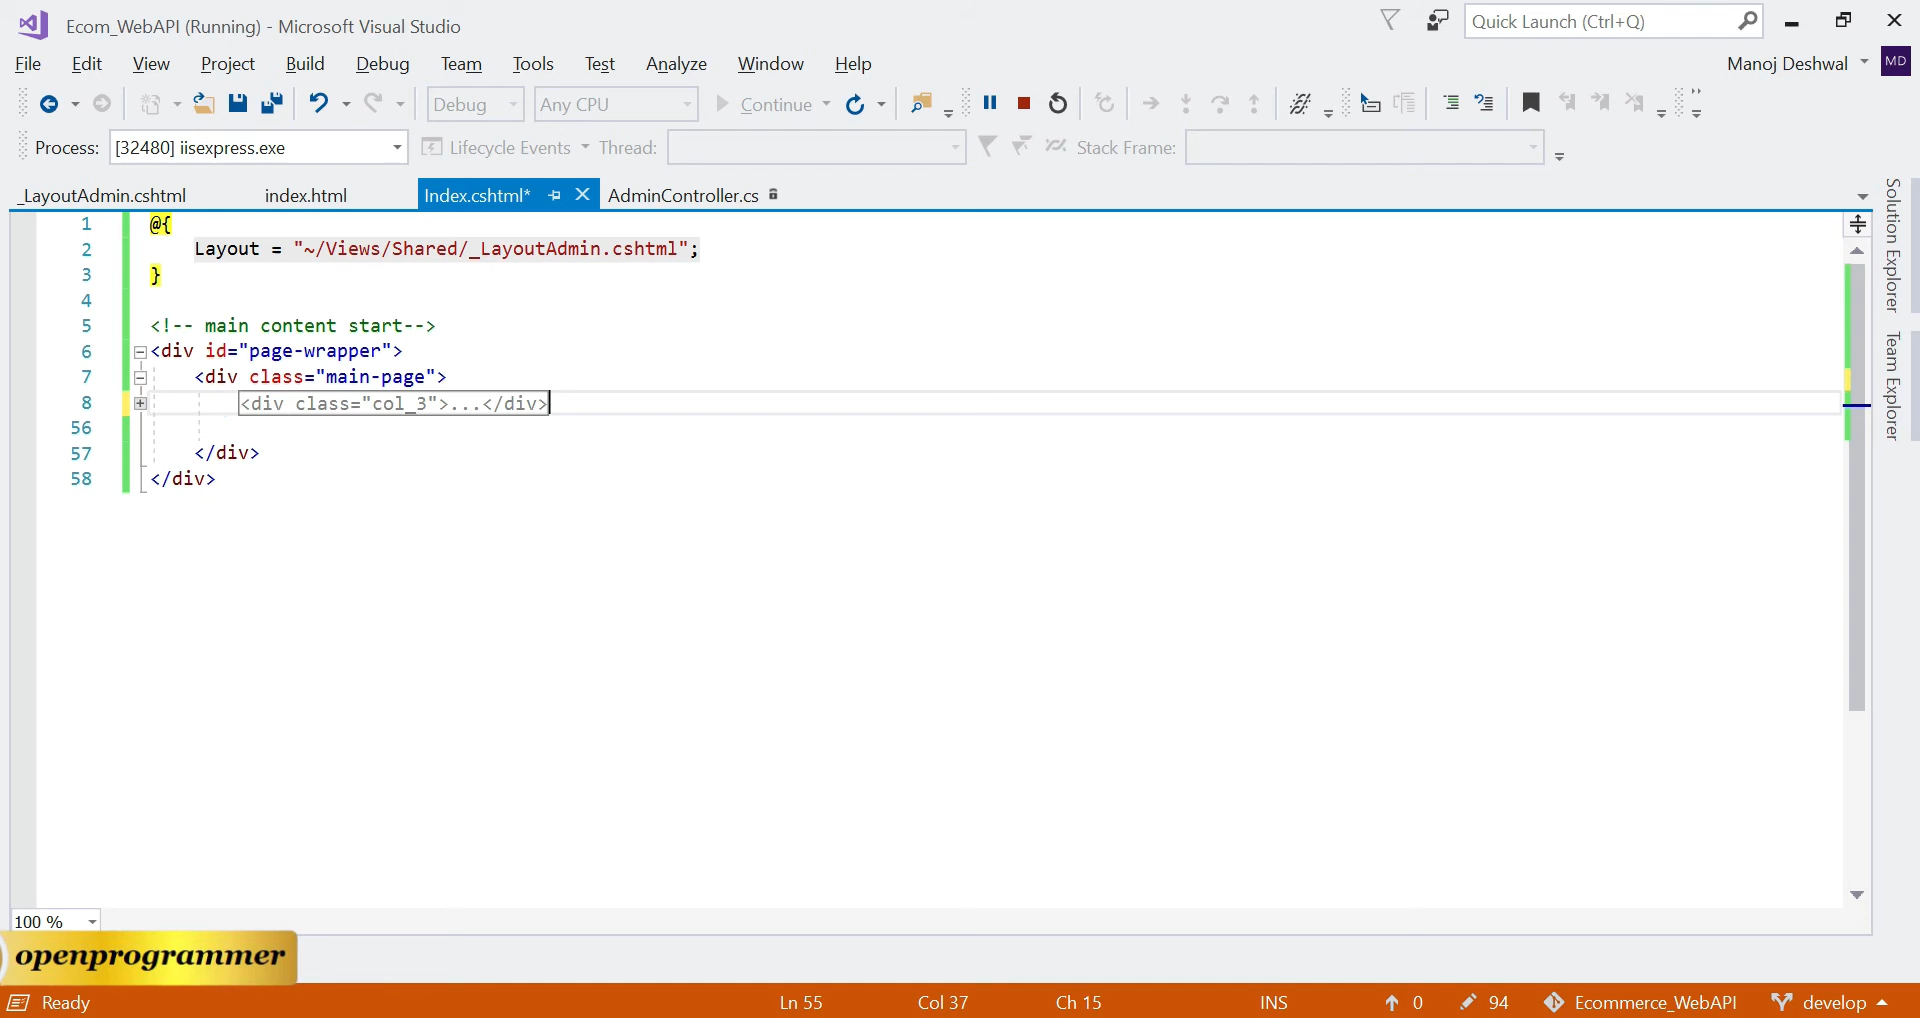 Ecom_WebAPI (Running) - Microsoft Visual Studio
Quick Launch (Ctrl+Q)
File Edit View Project Build Debug Team Tools Test Analyze Window Help
Manoj Deshwal MD
Debug Any CPU Continue
Process: [32480] iisexpress.exe Lifecycle Events Thread: Stack Frame:
_LayoutAdmin.cshtml index.html Index.cshtml* AdminController.cs
1 @{
2 Layout = "~/Views/Shared/_LayoutAdmin.cshtml";
3 }
4
5 <!-- main content start-->
6 <div id="page-wrapper">
7 <div class="main-page">
8 <div class="col_3">...</div>
56
57 </div>
58 </div>
Solution Explorer
Team Explorer
100 %
openprogrammer
Ready Ln 55 Col 37 Ch 15 INS 0 94 Ecommerce_WebAPI develop